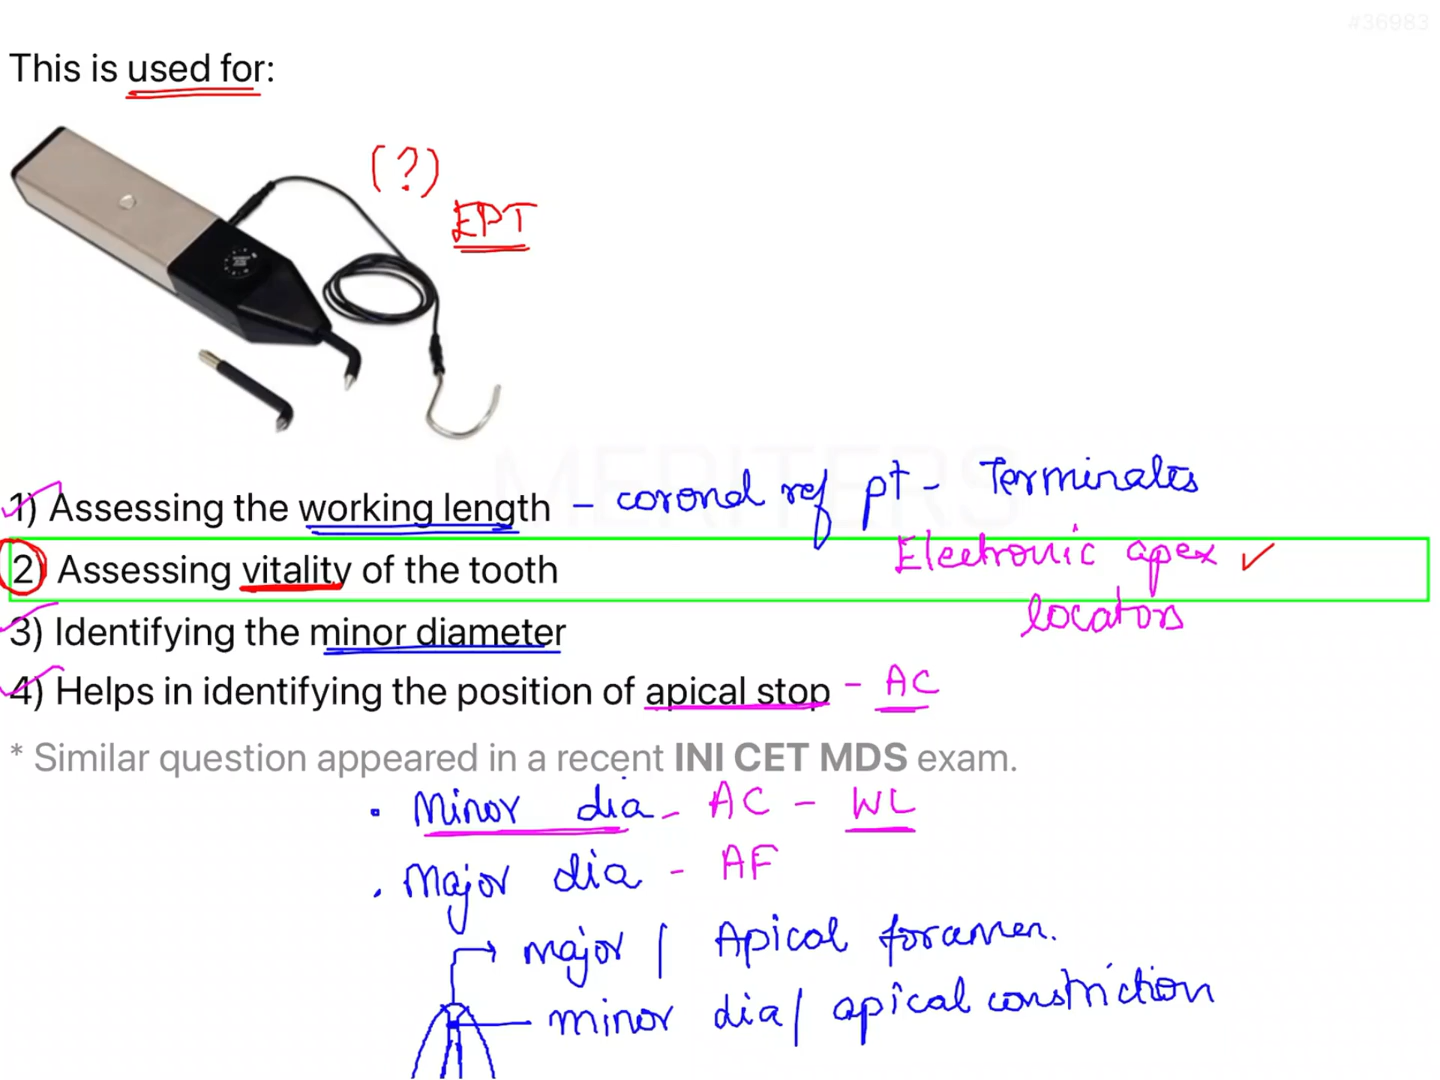 #36983
This is used for:
(?)
EPT
MERITERS
1) Assessing the working length – coronal ref pt – Terminates
2) Assessing vitality of the tooth
Electronic apex ✓
locators
3) Identifying the minor diameter
4) Helps in identifying the position of apical stop – AC
* Similar question appeared in a recent INI CET MDS exam.
• Minor dia – AC – WL
• Major dia – AF
→ major / Apical foramen.
minor dia / apical constriction